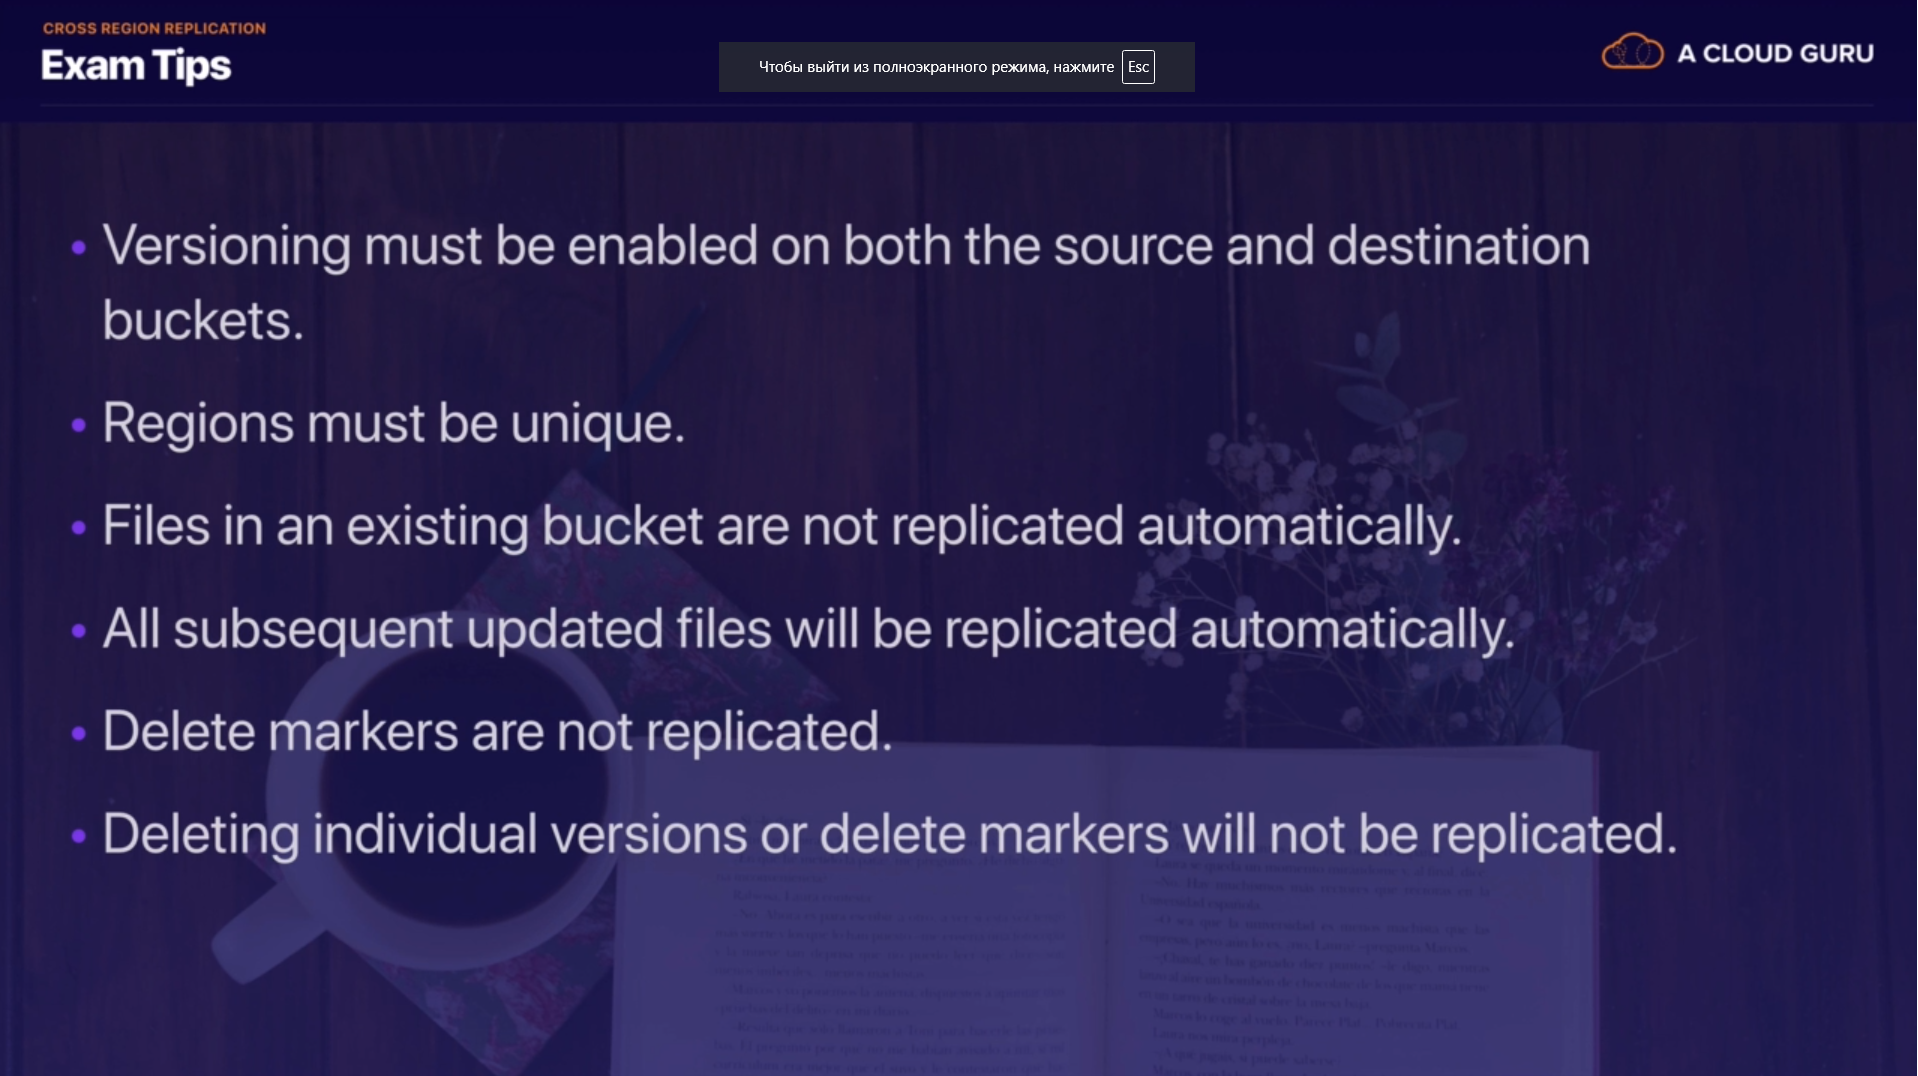 CROSS REGION REPLICATION
Exam Tips
Чтобы выйти из полноэкранного режима, нажмите Esc
A CLOUD GURU
• Versioning must be enabled on both the source and destination
buckets.
• Regions must be unique.
• Files in an existing bucket are not replicated automatically.
• All subsequent updated files will be replicated automatically.
• Delete markers are not replicated.
• Deleting individual versions or delete markers will not be replicated.